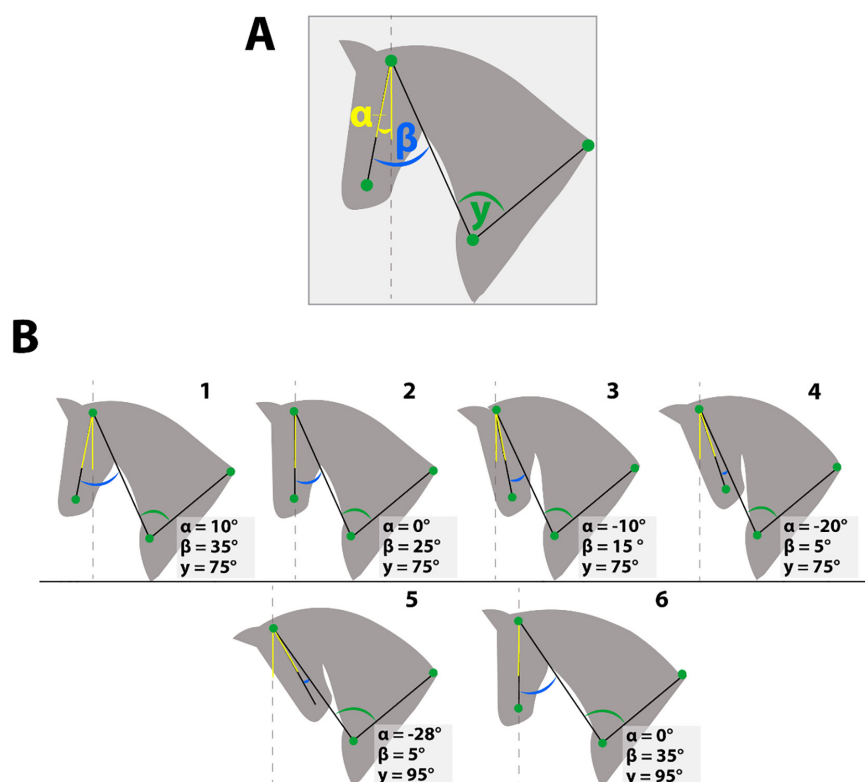 A
α
β
y
B
1
2
3
4
α = 10°
β = 35°
y = 75°
α = 0°
β = 25°
y = 75°
α = -10°
β = 15 °
y = 75°
α = -20°
β = 5°
y = 75°
5
6
α = -28°
β = 5°
y = 95°
α = 0°
β = 35°
y = 95°